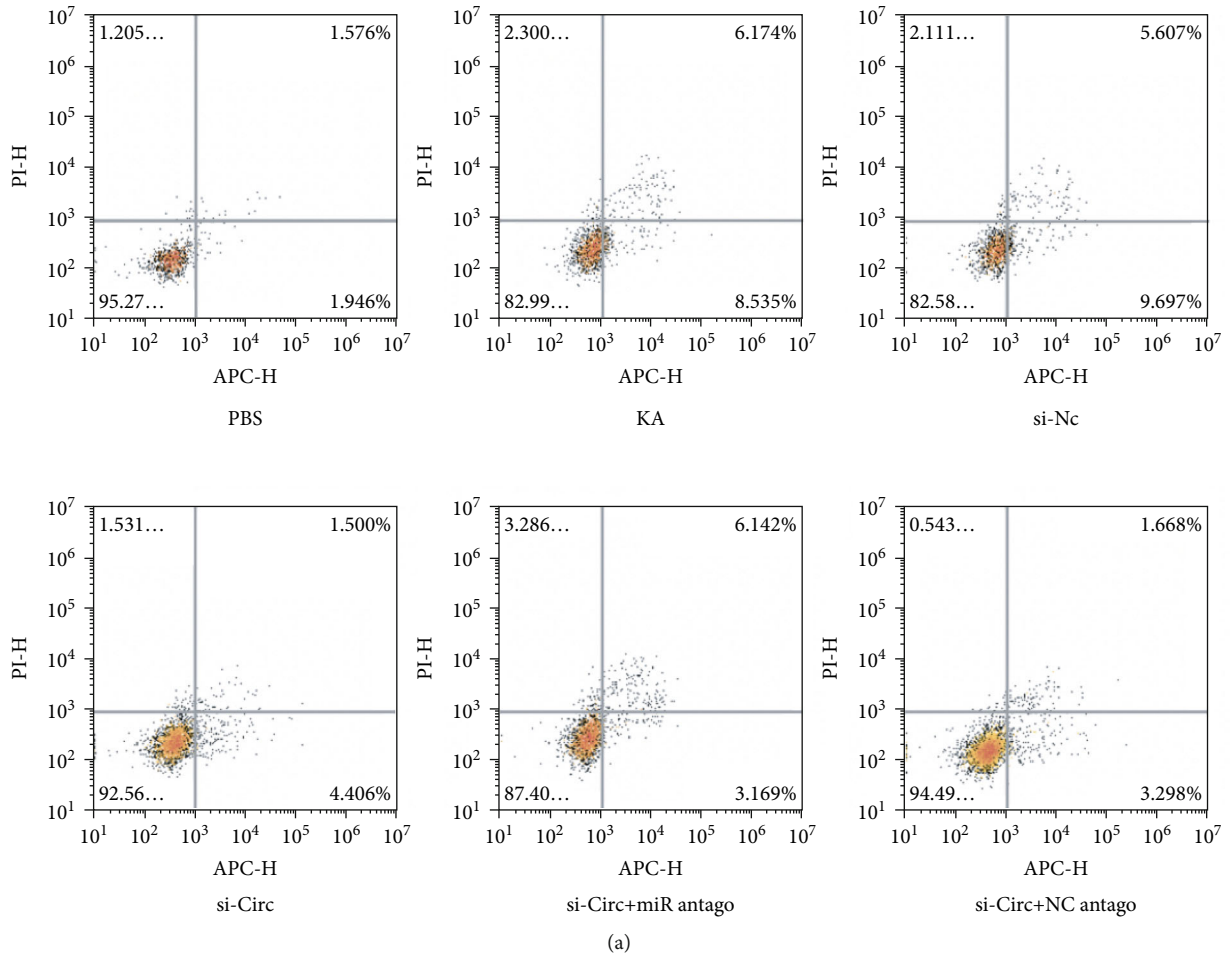 10⁷ 10⁶ 10⁵ 10⁴ 10³ 10² 10¹
PI-H
1.205… 1.576%
95.27… 1.946%
10¹ 10² 10³ 10⁴ 10⁵ 10⁶ 10⁷
APC-H
PBS
10⁷ 10⁶ 10⁵ 10⁴ 10³ 10² 10¹
PI-H
2.300… 6.174%
82.99… 8.535%
10¹ 10² 10³ 10⁴ 10⁵ 10⁶ 10⁷
APC-H
KA
10⁷ 10⁶ 10⁵ 10⁴ 10³ 10² 10¹
PI-H
2.111… 5.607%
82.58… 9.697%
10¹ 10² 10³ 10⁴ 10⁵ 10⁶ 10⁷
APC-H
si-Nc
10⁷ 10⁶ 10⁵ 10⁴ 10³ 10² 10¹
PI-H
1.531… 1.500%
92.56… 4.406%
10¹ 10² 10³ 10⁴ 10⁵ 10⁶ 10⁷
APC-H
si-Circ
10⁷ 10⁶ 10⁵ 10⁴ 10³ 10² 10¹
PI-H
3.286… 6.142%
87.40… 3.169%
10¹ 10² 10³ 10⁴ 10⁵ 10⁶ 10⁷
APC-H
si-Circ+miR antago
10⁷ 10⁶ 10⁵ 10⁴ 10³ 10² 10¹
PI-H
0.543… 1.668%
94.49… 3.298%
10¹ 10² 10³ 10⁴ 10⁵ 10⁶ 10⁷
APC-H
si-Circ+NC antago
(a)